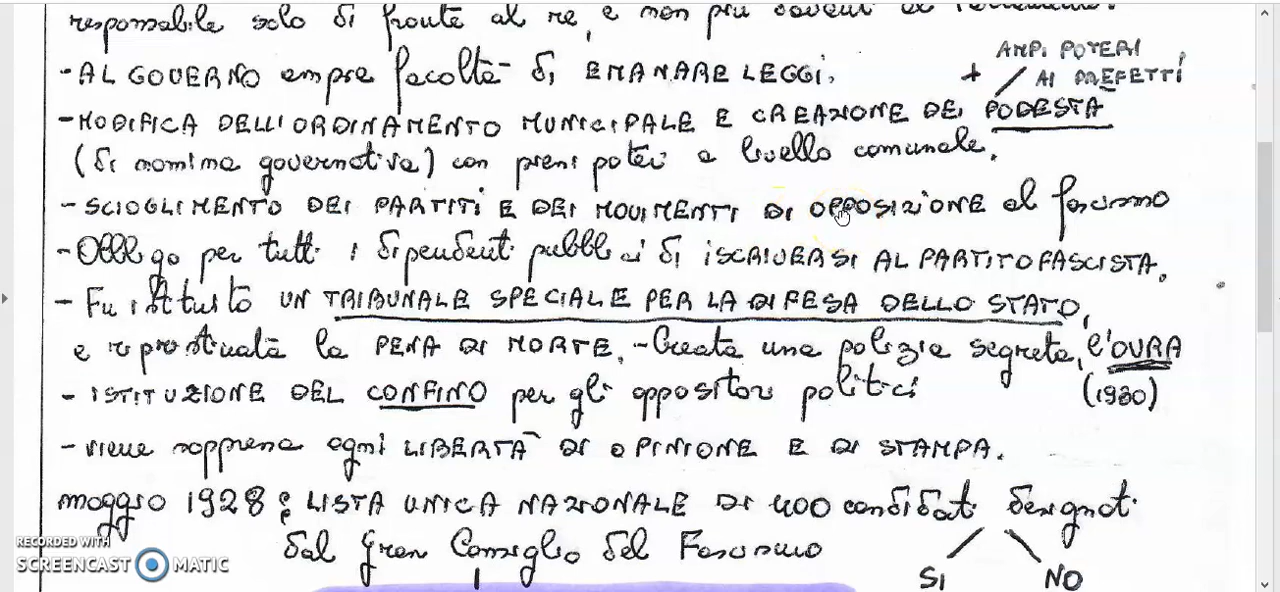 responsabile solo di fronte al re, e non più davanti al Parlamento.
- AL GOVERNO ampre facoltà di EMANARE LEGGI.
AMPI POTERI
+ AI PREFETTI
- MODIFICA DELL'ORDINAMENTO MUNICIPALE E CREAZIONE DEI PODESTÀ
(di nomina governativa) con pieni poteri a livello comunale.
- SCIOGLIMENTO DEI PARTITI E DEI MOVIMENTI DI OPPOSIZIONE al fascismo
- Obbligo per tutti i dipendenti pubblici di ISCRIVERSI AL PARTITO FASCISTA.
- Fu istituito UN TRIBUNALE SPECIALE PER LA DIFESA DELLO STATO,
e ripristinata la PENA DI MORTE. - Creata una polizia segreta, l'OVRA
(1930)
- ISTITUZIONE DEL CONFINO per gli oppositori politici
- viene soppressa ogni LIBERTÀ DI OPINIONE E DI STAMPA.
maggio 1928 : LISTA UNICA NAZIONALE DI 400 candidati designati
dal Gran Consiglio del Fascismo
SI NO
RECORDED WITH
SCREENCAST MATIC